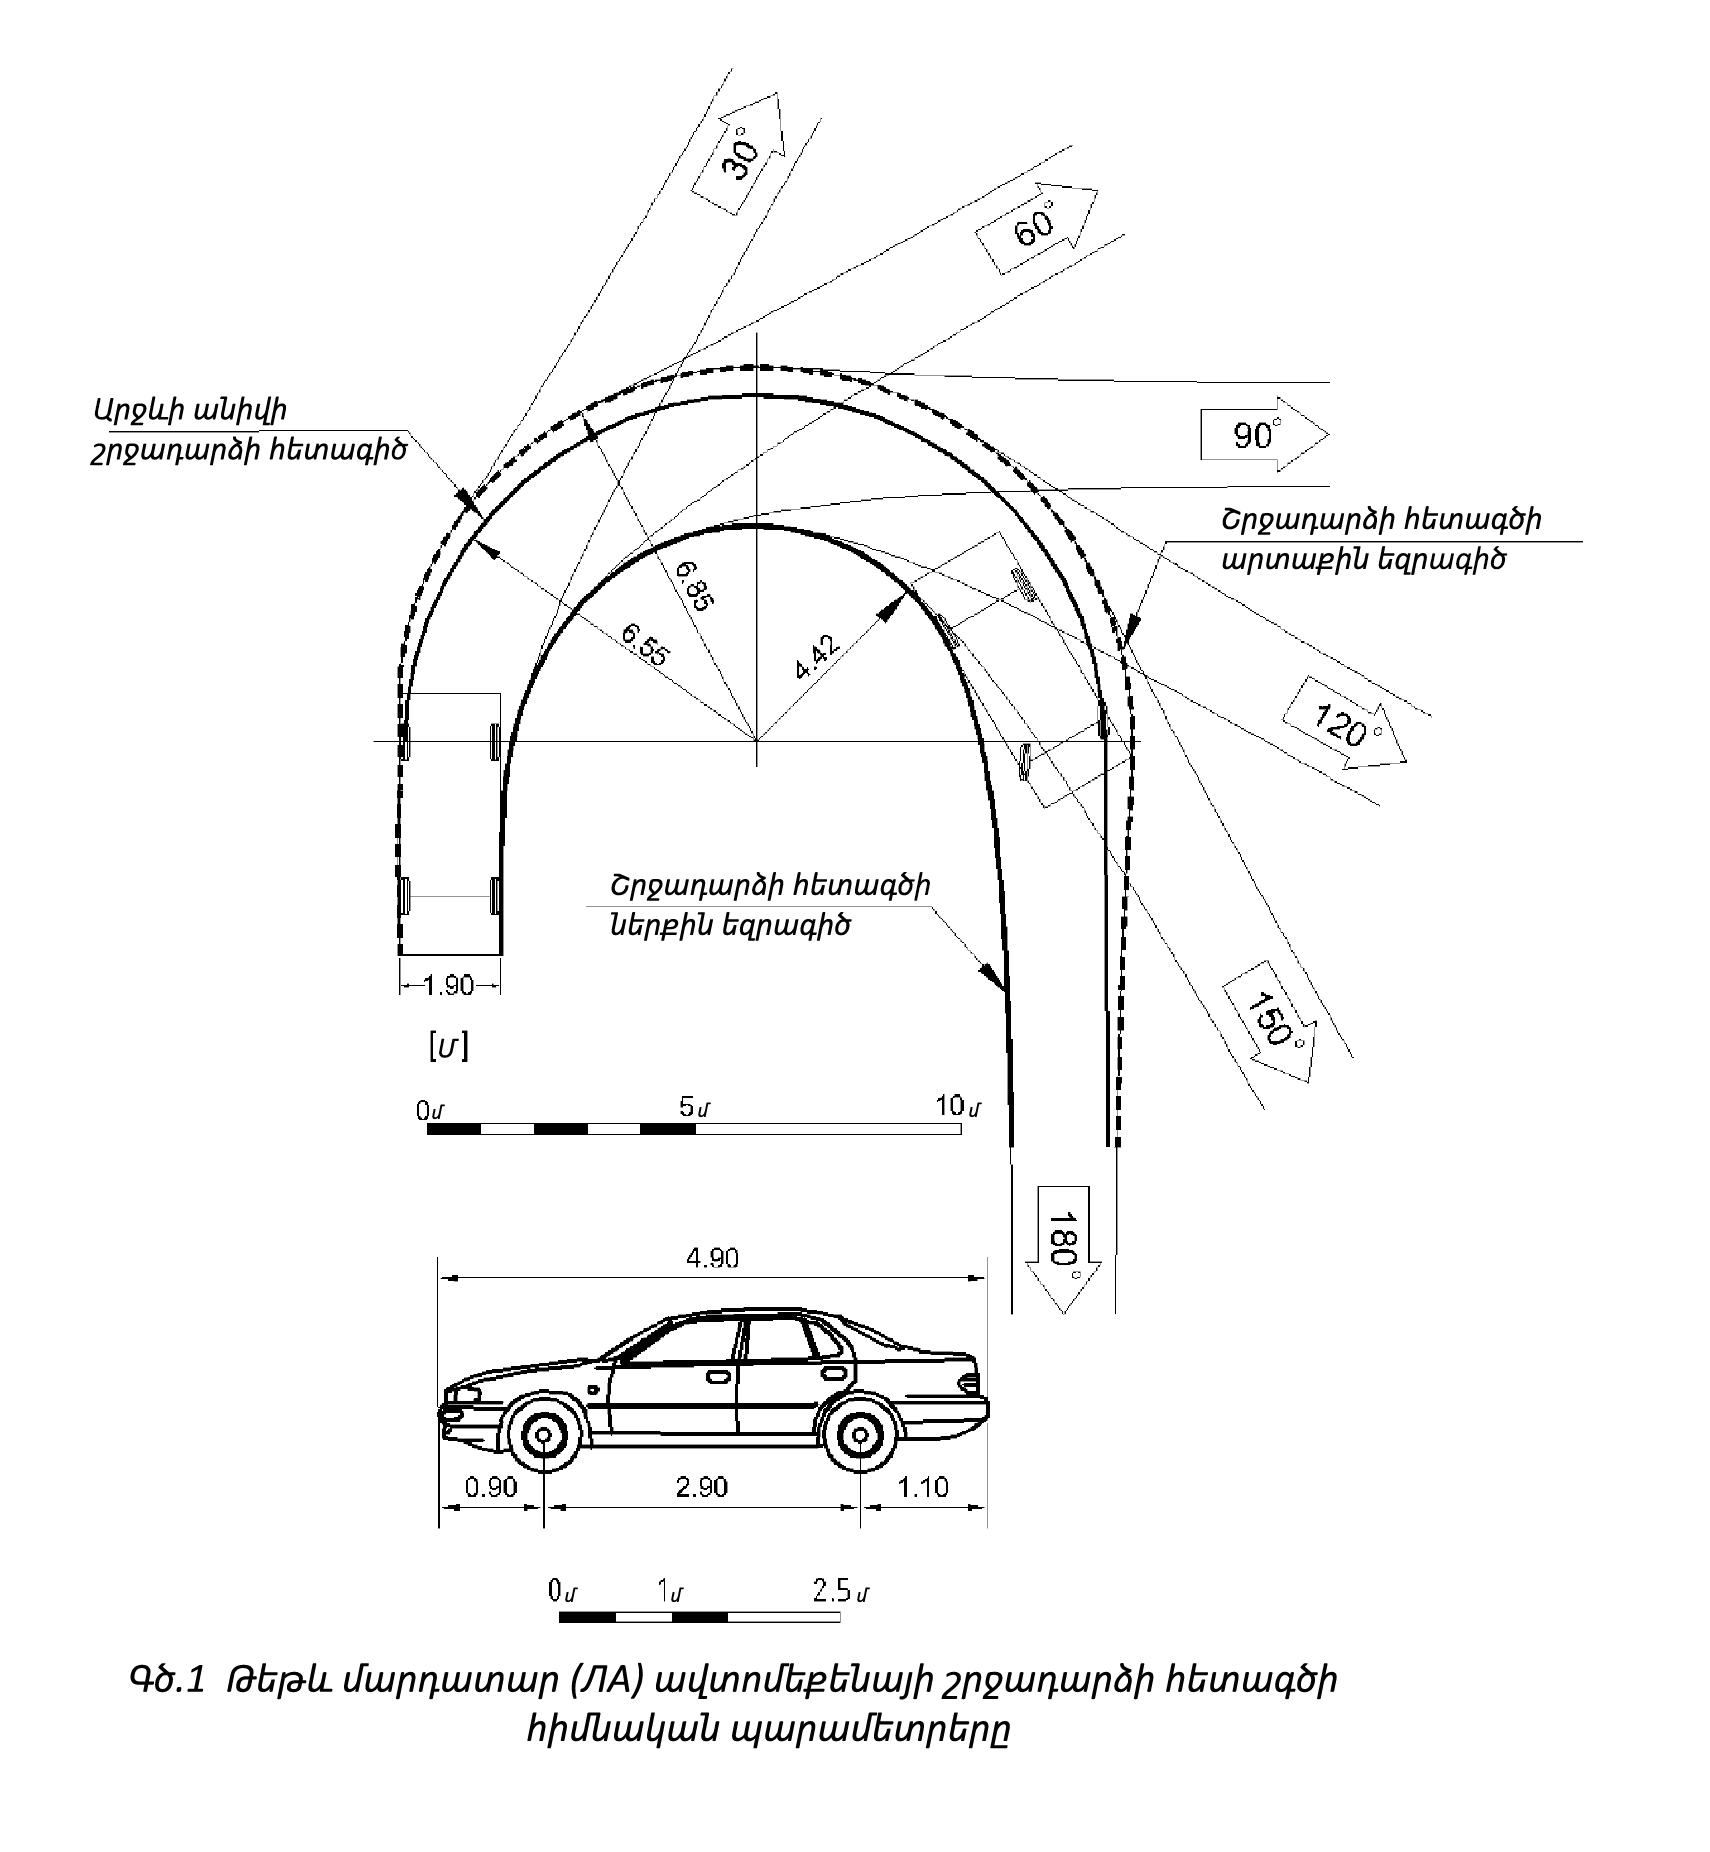 30°
60°
90°
Արջևի անիվի
շրջադարձի հետագիծ
Շրջադարձի հետագծի
արտաքին եզրագիծ
6.85
6.55
4.42
120°
Շրջադարձի հետագծի
ներքին եզրագիծ
1.90
150°
[Մ]
0մ 5մ 10մ
180°
4.90
0.90 2.90 1.10
0մ 1մ 2.5մ
Գծ.1 Թեթև մարդատար (ЛА) ավտոմեքենայի շրջադարձի հետագծի
հիմնական պարամետրերը